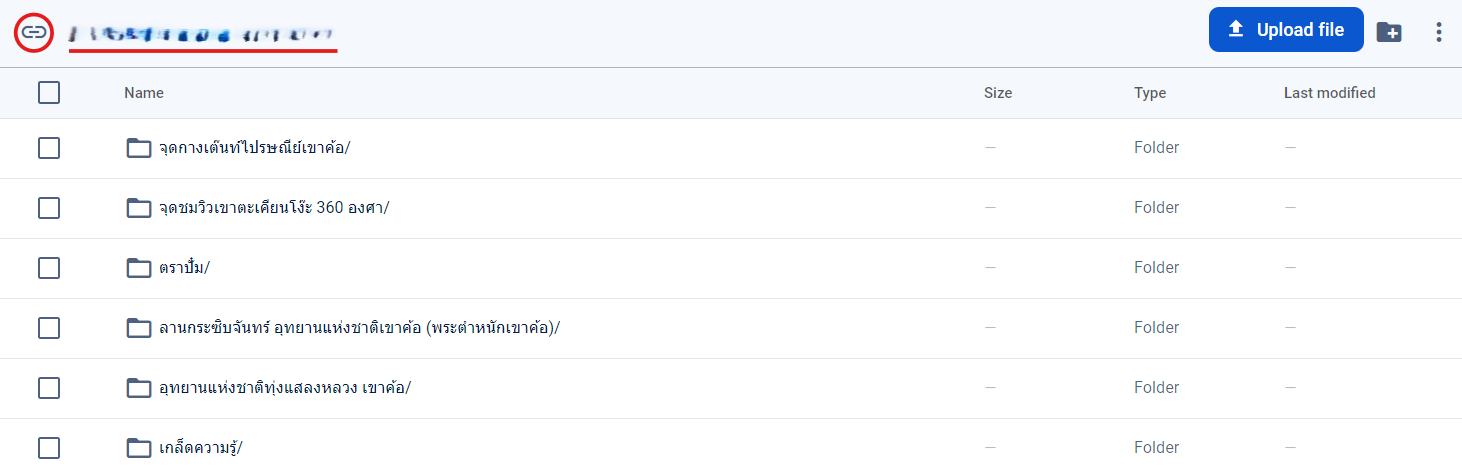 Upload file
Name Size Type Last modified
จุดกางเต๊นท์ไปรษณีย์เขาค้อ/ — Folder —
จุดชมวิวเขาตะเคียนโง๊ะ 360 องศา/ — Folder —
ตราปั๊ม/ — Folder —
ลานกระซิบจันทร์ อุทยานแห่งชาติเขาค้อ (พระตำหนักเขาค้อ)/ — Folder —
อุทยานแห่งชาติทุ่งแสลงหลวง เขาค้อ/ — Folder —
เกล็ดความรู้/ — Folder —